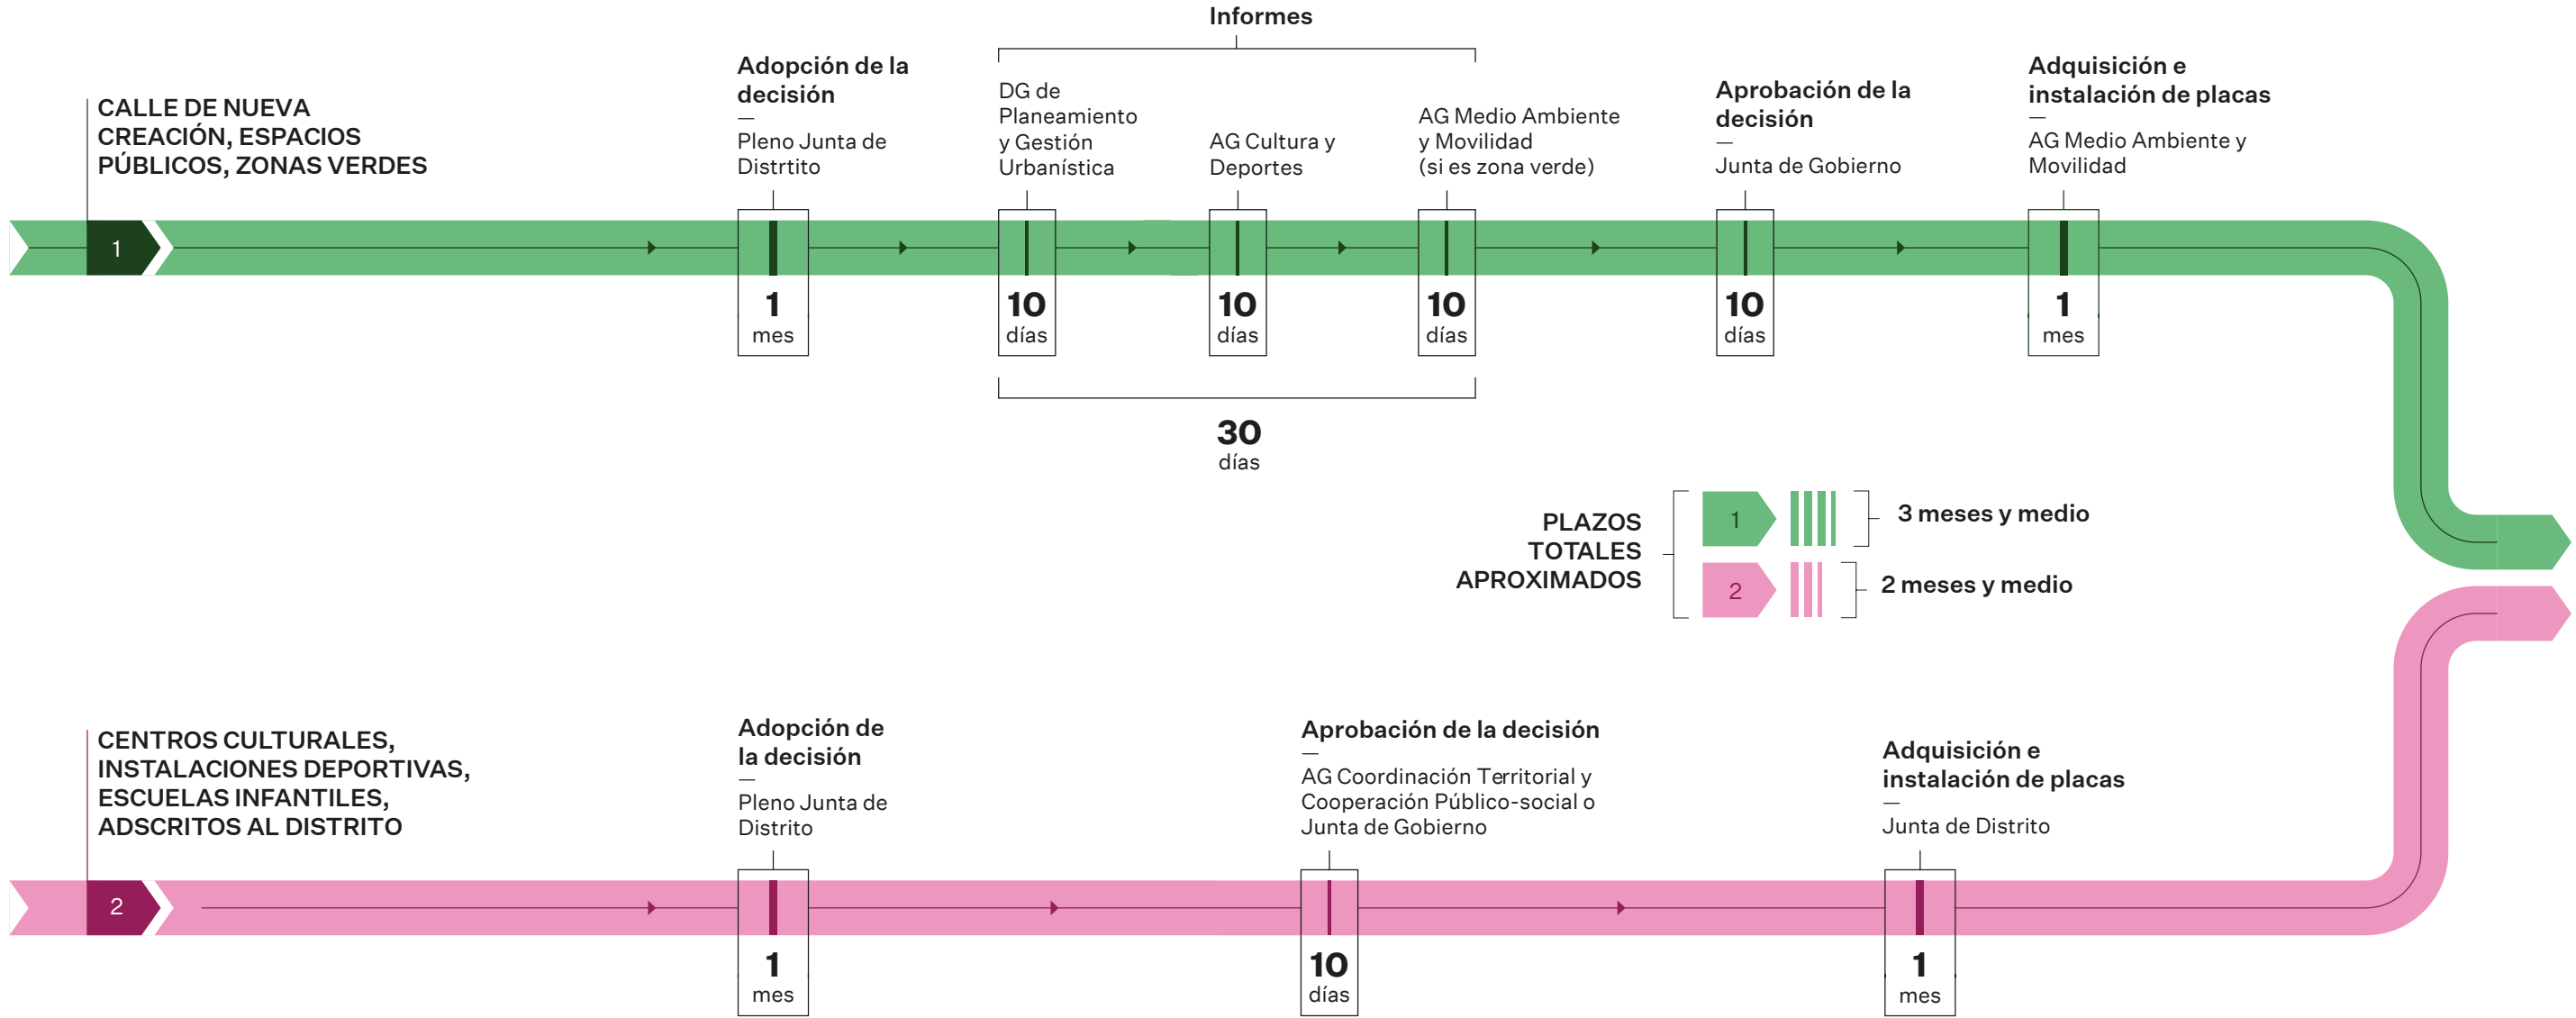 Informes
CALLE DE NUEVA
CREACIÓN, ESPACIOS
PÚBLICOS, ZONAS VERDES
1
Adopción de la
decisión
—
Pleno Junta de
Distrtito
1
mes
DG de
Planeamiento
y Gestión
Urbanística
10
días
AG Cultura y
Deportes
10
días
AG Medio Ambiente
y Movilidad
(si es zona verde)
10
días
30
días
Aprobación de la
decisión
—
Junta de Gobierno
10
días
Adquisición e
instalación de placas
—
AG Medio Ambiente y
Movilidad
1
mes
PLAZOS
TOTALES
APROXIMADOS
1
3 meses y medio
2
2 meses y medio
CENTROS CULTURALES,
INSTALACIONES DEPORTIVAS,
ESCUELAS INFANTILES,
ADSCRITOS AL DISTRITO
2
Adopción de
la decisión
—
Pleno Junta de
Distrito
1
mes
Aprobación de la decisión
—
AG Coordinación Territorial y
Cooperación Público-social o
Junta de Gobierno
10
días
Adquisición e
instalación de placas
—
Junta de Distrito
1
mes